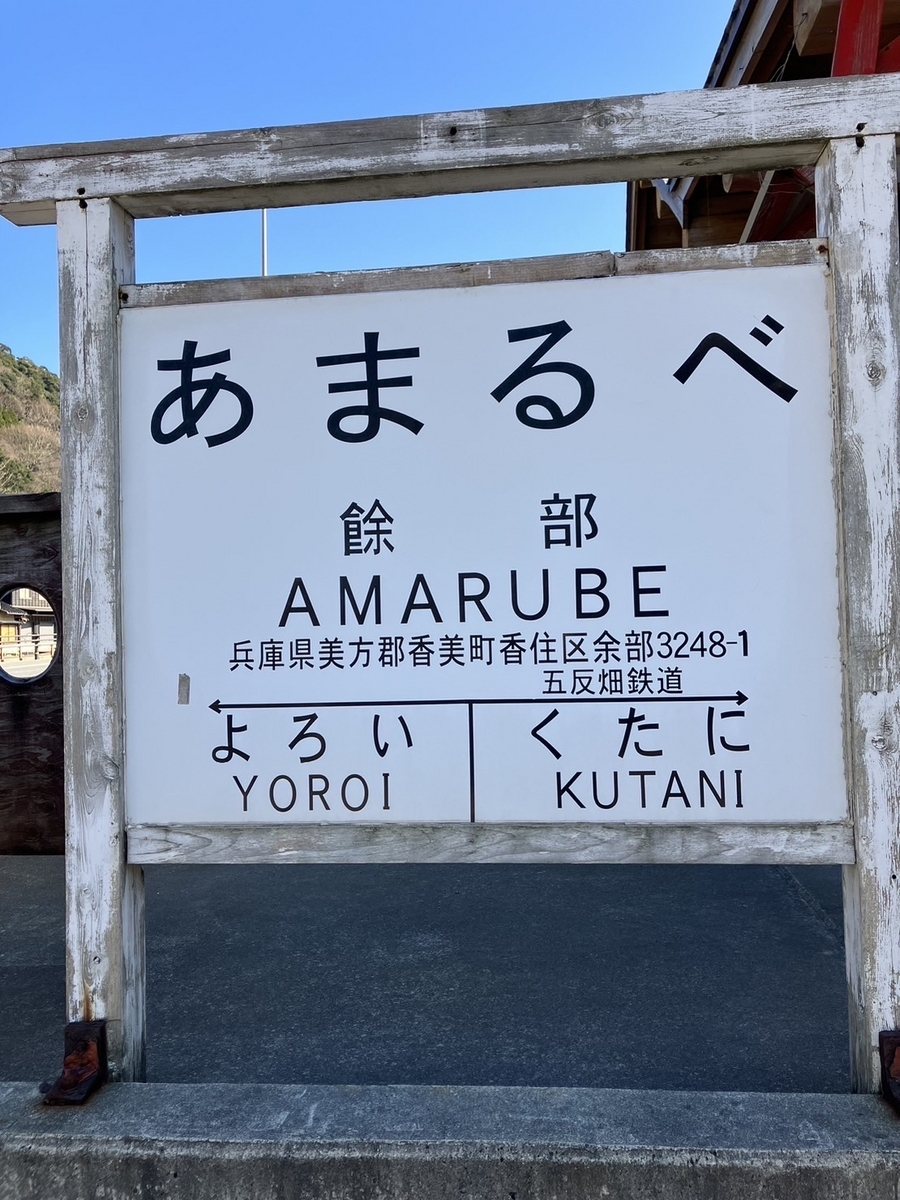 あまるべ
餘部
AMARUBE
兵庫県美方郡香美町香住区余部3248-1
五反畑鉄道
よろい くたに
YOROI KUTANI